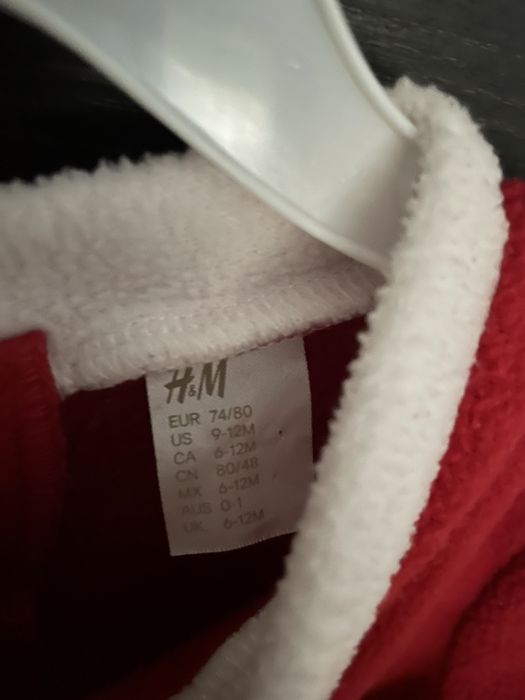 H&M
EUR 74/80
US 9-12M
CA 6-12M
CN 80/48
MX 6-12M
AUS 0-1
UK 6-12M